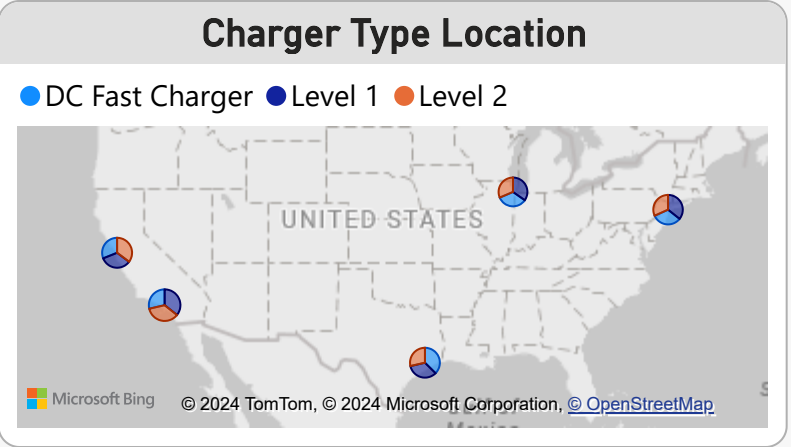 Charger Type Location
DC Fast Charger Level 1 Level 2
UNITED STATES
Microsoft Bing
© 2024 TomTom, © 2024 Microsoft Corporation, © OpenStreetMap